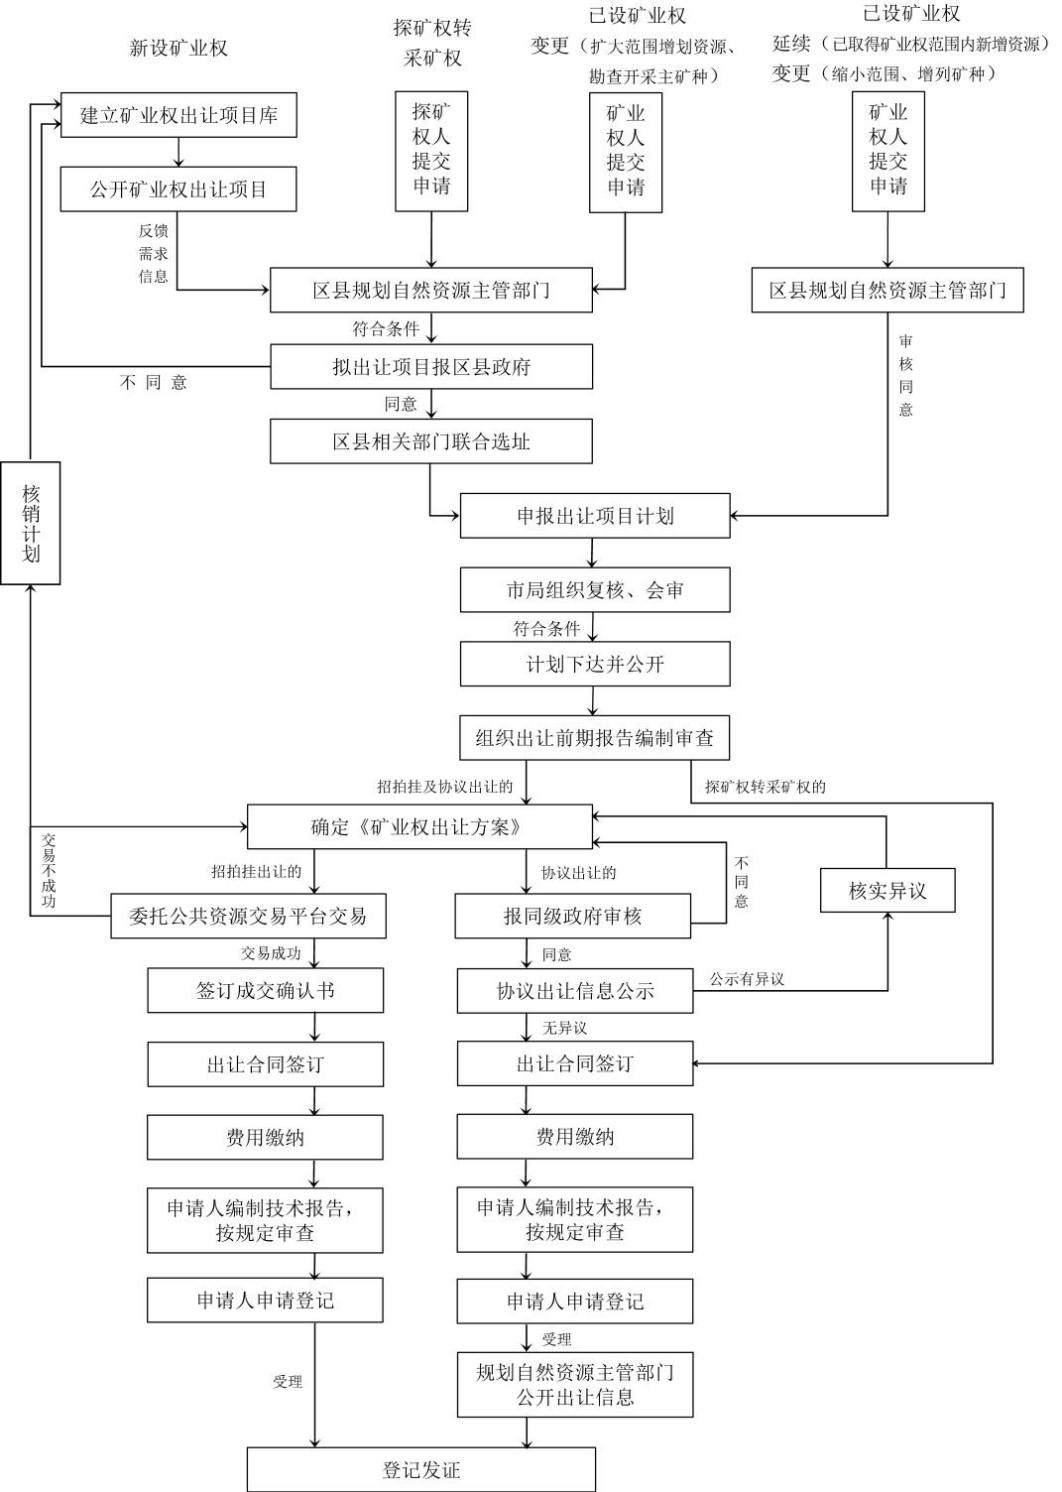 新设矿业权
探矿权转
采矿权
已设矿业权
变更（扩大范围增划资源、
勘查开采主矿种）
已设矿业权
延续（已取得矿业权范围内新增资源）
变更（缩小范围、增列矿种）
建立矿业权出让项目库
公开矿业权出让项目
探矿
权人
提交
申请
矿业
权人
提交
申请
矿业
权人
提交
申请
反馈
需求
信息
区县规划自然资源主管部门
区县规划自然资源主管部门
符合条件
审
核
同
意
拟出让项目报区县政府
不同意
同意
区县相关部门联合选址
核
销
计
划
申报出让项目计划
市局组织复核、会审
符合条件
计划下达并公开
组织出让前期报告编制审查
招拍挂及协议出让的
探矿权转采矿权的
确定《矿业权出让方案》
交
易
不
成
功
招拍挂出让的
协议出让的
不
同
意
核实异议
委托公共资源交易平台交易
报同级政府审核
交易成功
同意
签订成交确认书
协议出让信息公示
公示有异议
无异议
出让合同签订
出让合同签订
费用缴纳
费用缴纳
申请人编制技术报告，
按规定审查
申请人编制技术报告，
按规定审查
申请人申请登记
申请人申请登记
受理
受理
规划自然资源主管部门
公开出让信息
登记发证